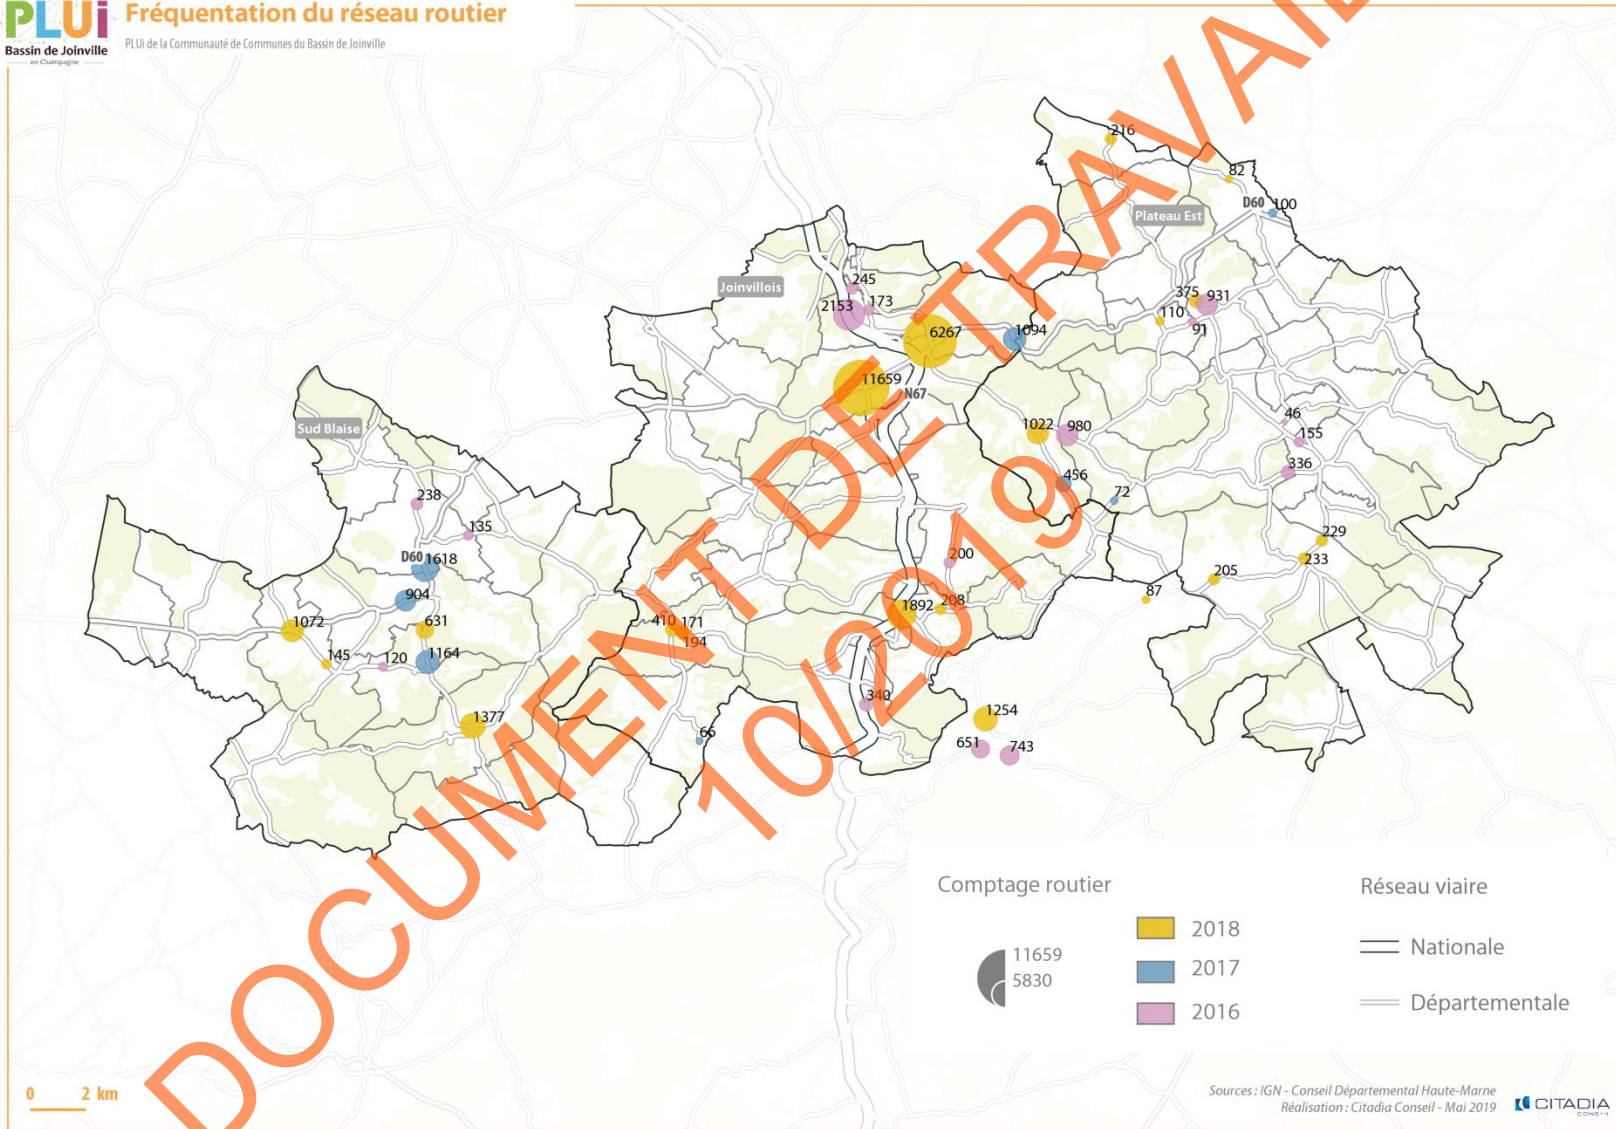 PLUi
Bassin de Joinville
en Champagne
Fréquentation du réseau routier
PLUi de la Communauté de Communes du Bassin de Joinville
DOCUMENT DE TRAVAIL
10/2019
216
82
D60
100
Plateau Est
Joinvillois
245
2153
173
6267
1094
375
931
110
91
11659
N67
Sud Blaise
1022
980
46
155
336
456
72
238
135
D60
1618
904
1072
631
145
120
1164
1377
200
229
233
205
87
1892
208
410
171
194
340
66
1254
651
743
Comptage routier
11659
5830
2018
2017
2016
Réseau viaire
Nationale
Départementale
0 2 km
Sources : IGN - Conseil Départemental Haute-Marne
Réalisation : Citadia Conseil - Mai 2019
CITADIA